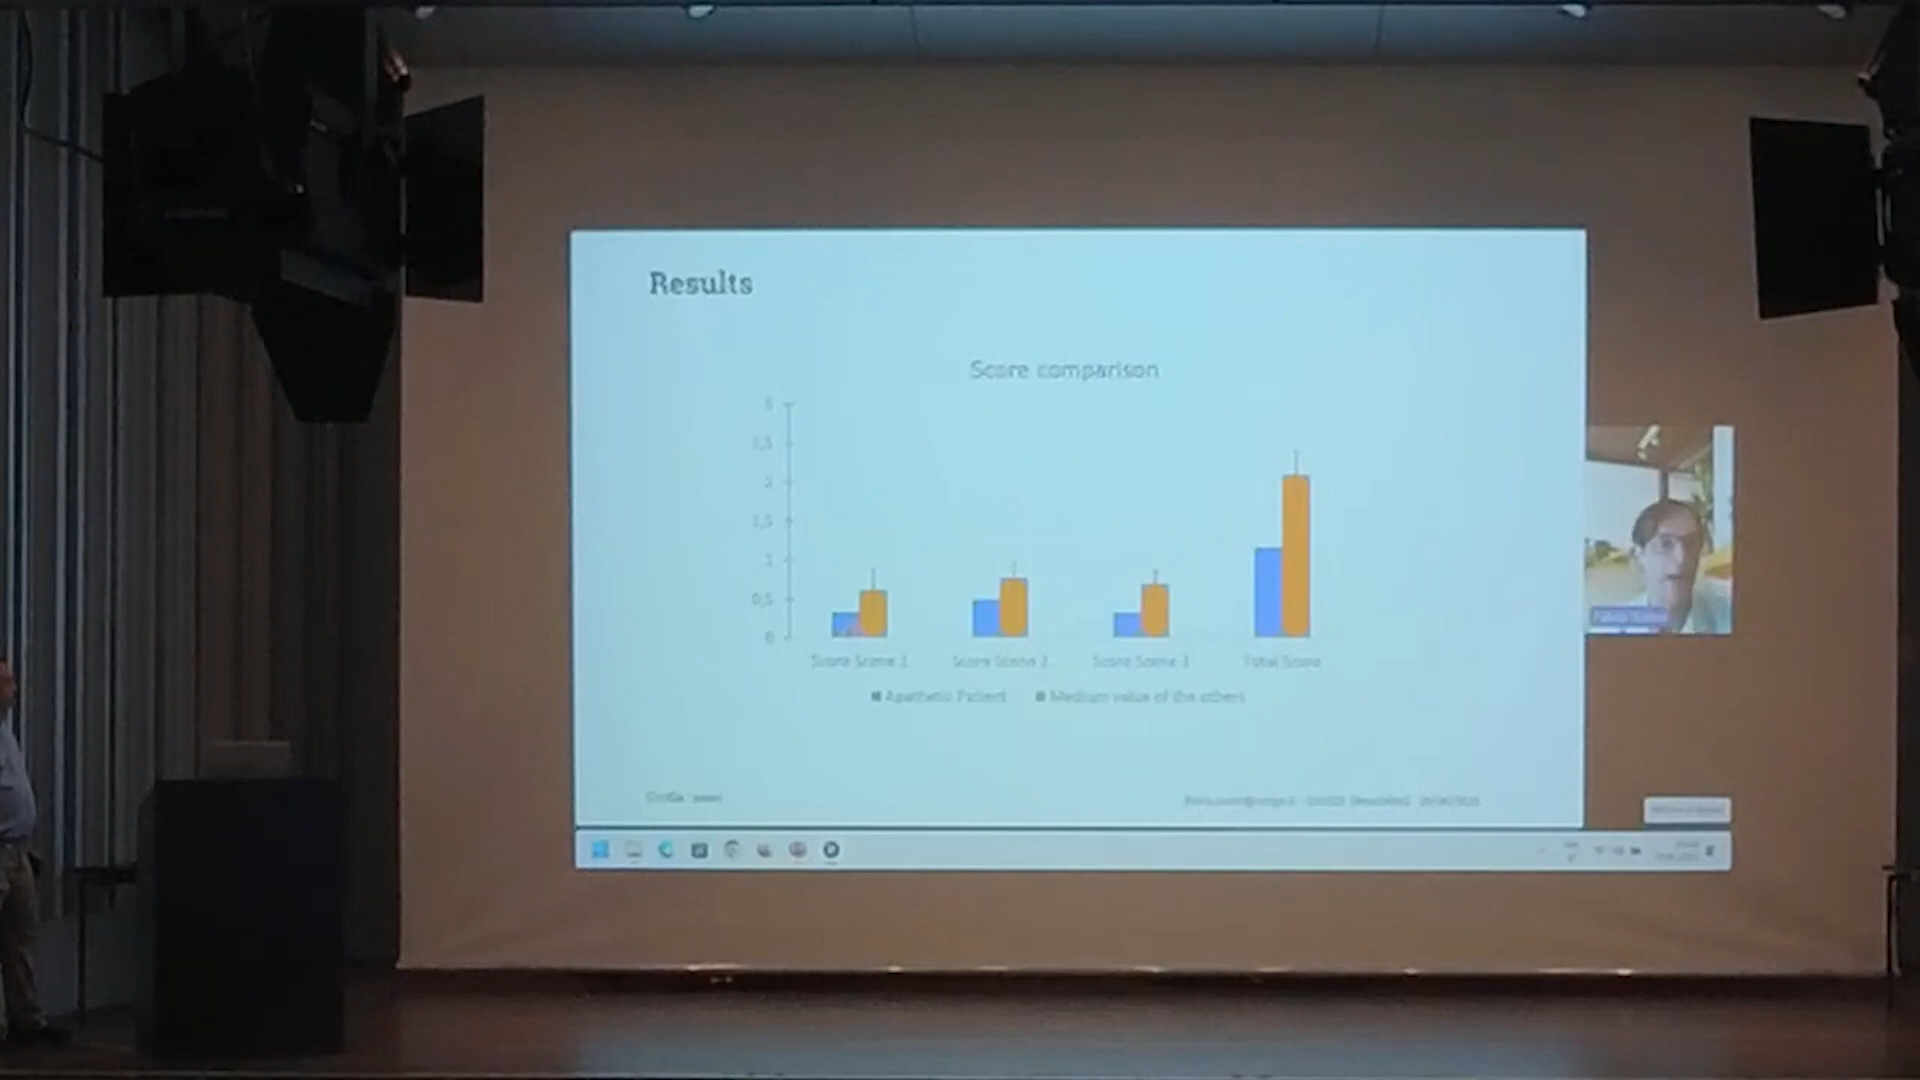 Results
Score comparison
3
2,5
2
1,5
1
0,5
0
Score Scene 1
Score Scene 2
Score Scene 3
Total Score
Apathetic Patient
Medium value of the others